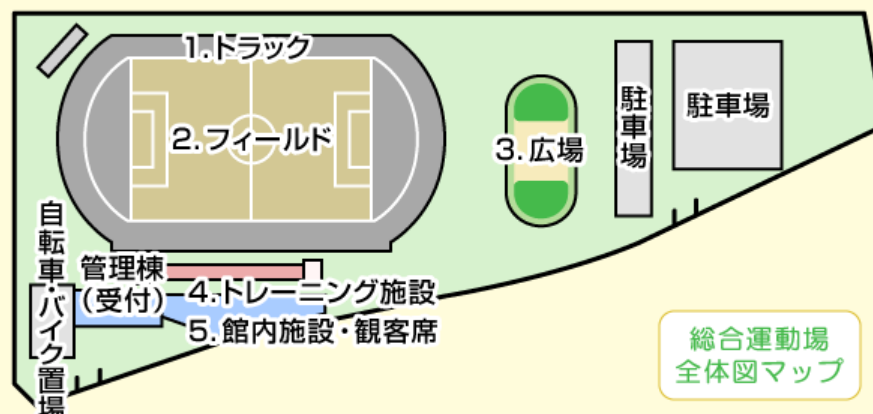 1.トラック
2.フィールド
3.広場
駐車場
駐車場
自転車・バイク置場
管理棟
(受付)
4.トレーニング施設
5.館内施設・観客席
総合運動場
全体図マップ